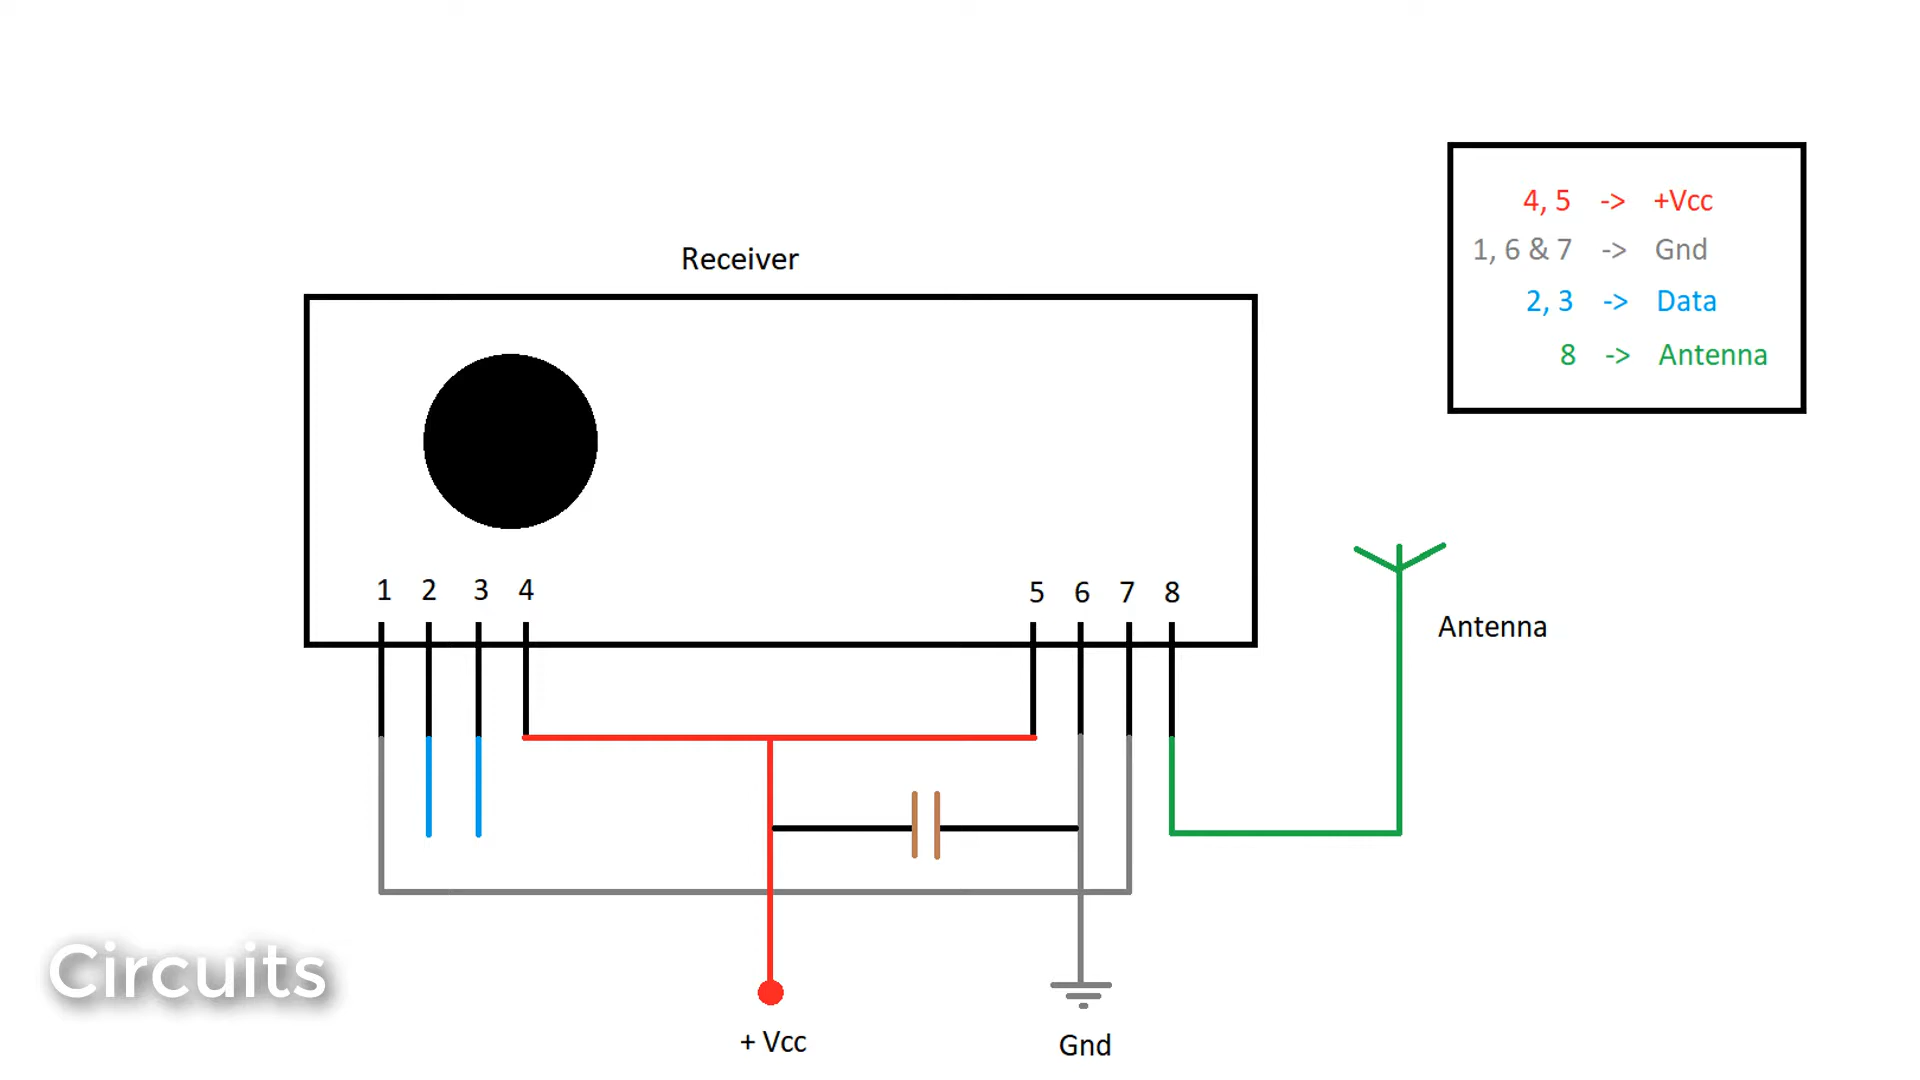 Receiver
4, 5 -> +Vcc
1, 6 & 7 -> Gnd
2, 3 -> Data
8 -> Antenna
1 2 3 4 5 6 7 8
Antenna
Circuits
+ Vcc
Gnd